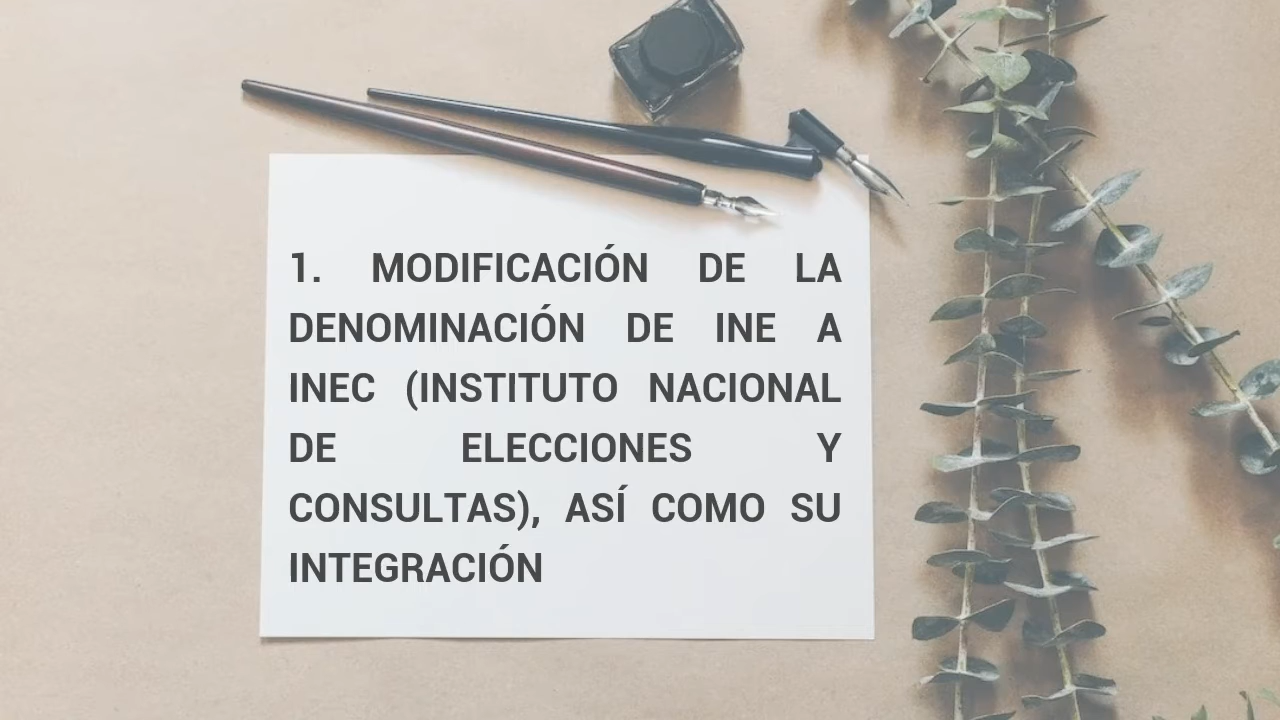 1. MODIFICACIÓN DE LA
DENOMINACIÓN DE INE A
INEC (INSTITUTO NACIONAL
DE ELECCIONES Y
CONSULTAS), ASÍ COMO SU
INTEGRACIÓN